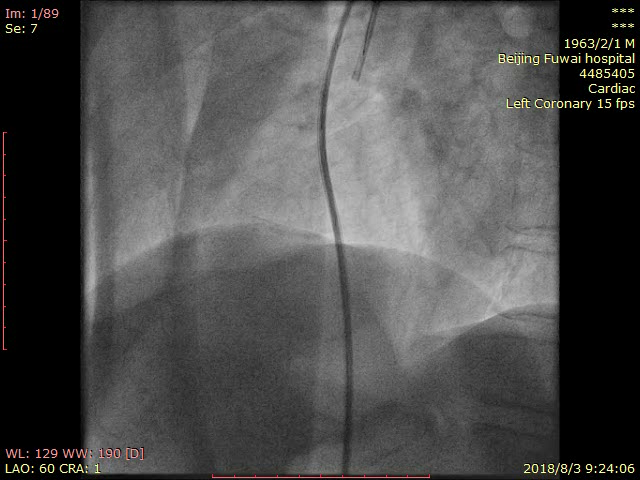 Im: 1/89
Se: 7
***
***
1963/2/1 M
Beijing Fuwai hospital
4485405
Cardiac
Left Coronary 15 fps
WL: 129 WW: 190 [D]
LAO: 60 CRA: 1
2018/8/3 9:24:06